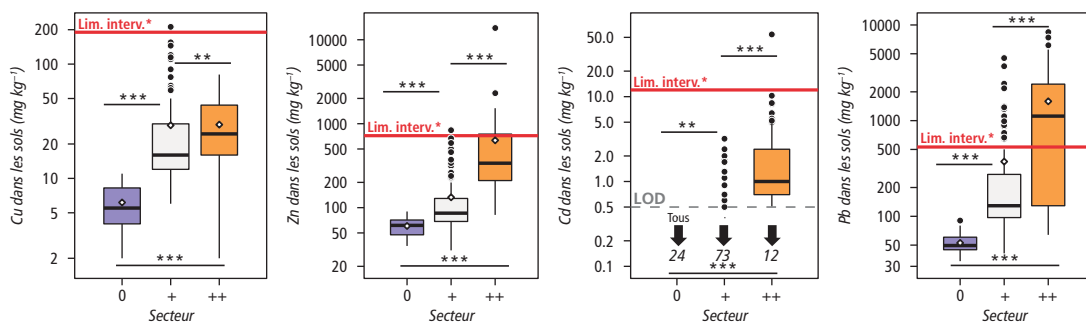 Cu dans les sols (mg kg⁻¹)
200
100
50
20
10
5
2
Lim. interv.*
***
**
***
0 + ++
Secteur
Zn dans les sols (mg kg⁻¹)
10000
5000
2000
1000
500
200
100
50
20
Lim. interv.*
***
***
***
0 + ++
Secteur
Cd dans les sols (mg kg⁻¹)
50.0
20.0
10.0
5.0
2.0
1.0
0.5
0.2
0.1
Lim. interv.*
**
***
LOD
Tous
24 73 12
***
0 + ++
Secteur
Pb dans les sols (mg kg⁻¹)
10000
5000
2000
1000
500
200
100
50
30
Lim. interv.*
***
***
***
0 + ++
Secteur